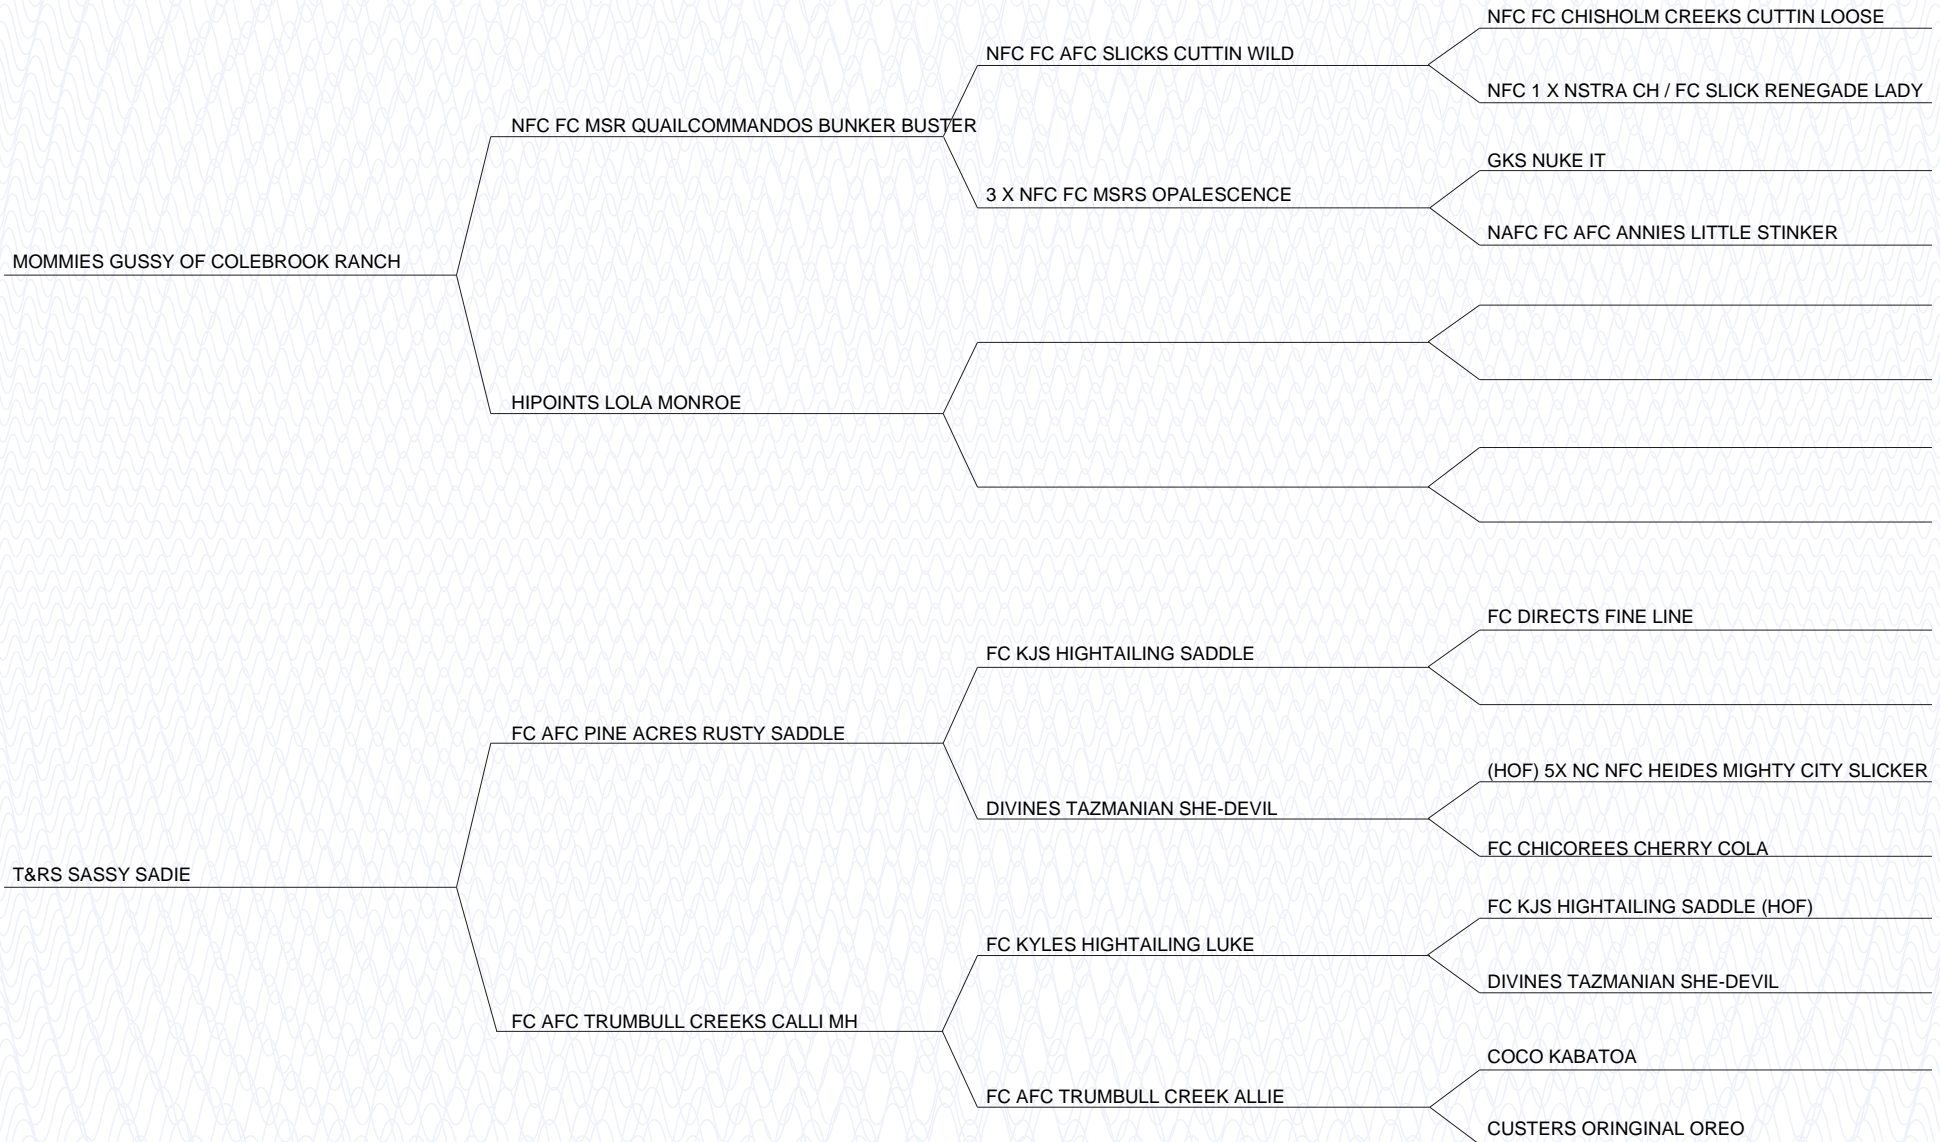 NFC FC CHISHOLM CREEKS CUTTIN LOOSE
NFC FC AFC SLICKS CUTTIN WILD
NFC 1 X NSTRA CH / FC SLICK RENEGADE LADY
NFC FC MSR QUAILCOMMANDOS BUNKER BUSTER
GKS NUKE IT
3 X NFC FC MSRS OPALESCENCE
NAFC FC AFC ANNIES LITTLE STINKER
MOMMIES GUSSY OF COLEBROOK RANCH
HIPOINTS LOLA MONROE
FC DIRECTS FINE LINE
FC KJS HIGHTAILING SADDLE
FC AFC PINE ACRES RUSTY SADDLE
(HOF) 5X NC NFC HEIDES MIGHTY CITY SLICKER
DIVINES TAZMANIAN SHE-DEVIL
FC CHICOREES CHERRY COLA
T&RS SASSY SADIE
FC KJS HIGHTAILING SADDLE (HOF)
FC KYLES HIGHTAILING LUKE
DIVINES TAZMANIAN SHE-DEVIL
FC AFC TRUMBULL CREEKS CALLI MH
COCO KABATOA
FC AFC TRUMBULL CREEK ALLIE
CUSTERS ORINGINAL OREO